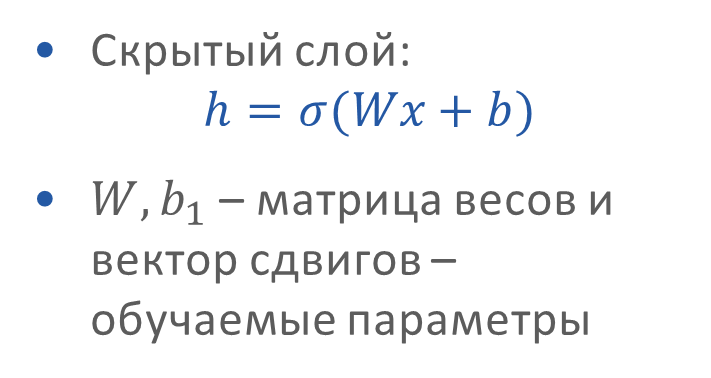 • Скрытый слой:
h = σ(Wx + b)
• W, b₁ – матрица весов и
вектор сдвигов –
обучаемые параметры